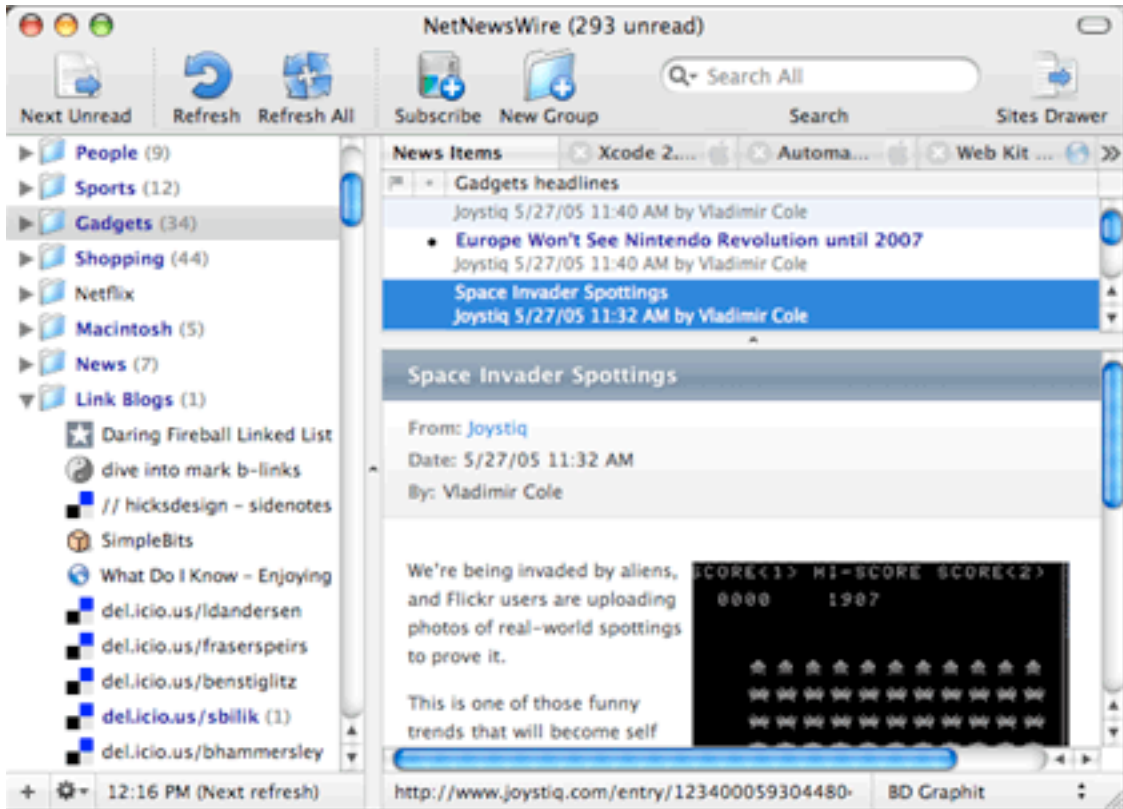 NetNewsWire (293 unread)
Next Unread Refresh Refresh All Subscribe New Group Search All Search Sites Drawer
People (9)
Sports (12)
Gadgets (34)
Shopping (44)
Netflix
Macintosh (5)
News (7)
Link Blogs (1)
Daring Fireball Linked List
dive into mark b-links
// hicksdesign – sidenotes
SimpleBits
What Do I Know – Enjoying
del.icio.us/ldandersen
del.icio.us/fraserspeirs
del.icio.us/benstiglitz
del.icio.us/sbilik (1)
del.icio.us/bhammersley
12:16 PM (Next refresh)
News Items Xcode 2.... Automa... Web Kit ... »
Gadgets headlines
Joystiq 5/27/05 11:40 AM by Vladimir Cole
Europe Won't See Nintendo Revolution until 2007
Joystiq 5/27/05 11:40 AM by Vladimir Cole
Space Invader Spottings
Joystiq 5/27/05 11:32 AM by Vladimir Cole
Space Invader Spottings
From: Joystiq
Date: 5/27/05 11:32 AM
By: Vladimir Cole
We're being invaded by aliens,
and Flickr users are uploading
photos of real-world spottings
to prove it.
This is one of those funny
trends that will become self
SCORE<1> HI-SCORE SCORE<2>
0000 1907
http://www.joystiq.com/entry/123400059304480
BD Graphit